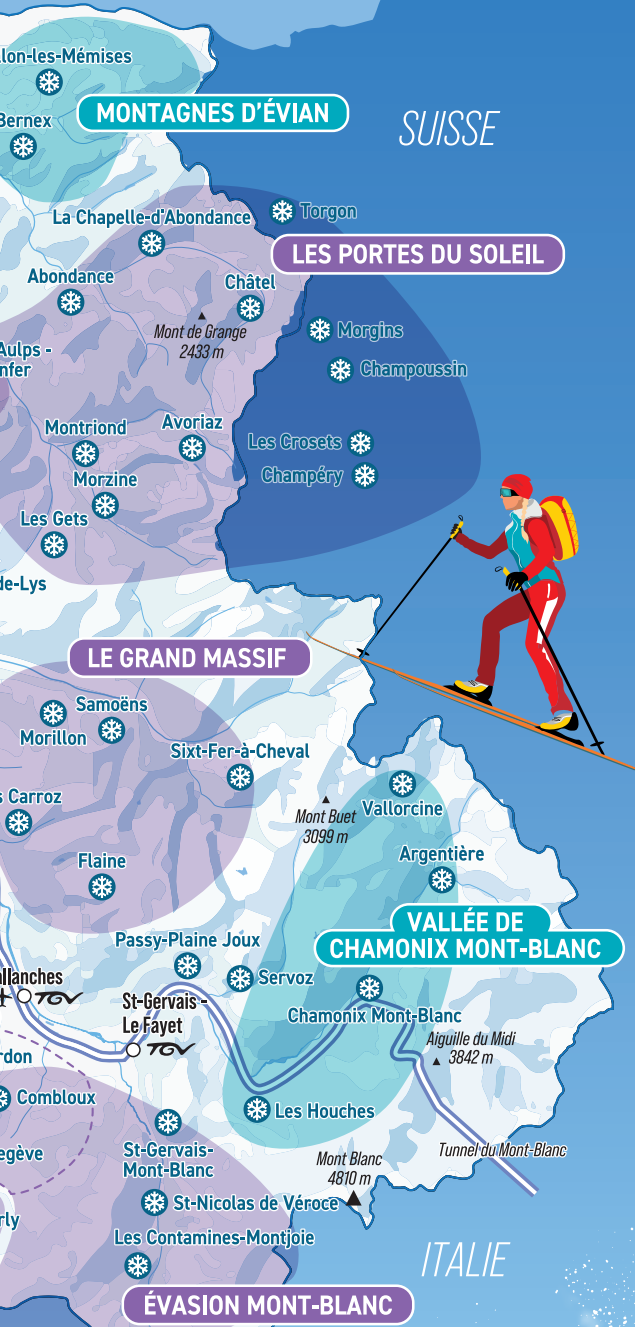 lon-les-Mémises
Bernex
MONTAGNES D'ÉVIAN
SUISSE
La Chapelle-d'Abondance
Torgon
LES PORTES DU SOLEIL
Abondance
Châtel
Mont de Grange
2433 m
Morgins
Aulps -
nfer
Champoussin
Montriond
Avoriaz
Les Crosets
Morzine
Champéry
Les Gets
de-Lys
LE GRAND MASSIF
Samoëns
Morillon
Sixt-Fer-à-Cheval
s Carroz
Mont Buet
3099 m
Vallorcine
Flaine
Argentière
VALLÉE DE
CHAMONIX MONT-BLANC
Passy-Plaine Joux
Servoz
allanches
TGV
St-Gervais -
Le Fayet
TGV
Chamonix Mont-Blanc
Aiguille du Midi
3842 m
rdon
Combloux
Les Houches
egève
St-Gervais-
Mont-Blanc
Mont Blanc
4810 m
Tunnel du Mont-Blanc
St-Nicolas de Véroce
rly
Les Contamines-Montjoie
ITALIE
ÉVASION MONT-BLANC